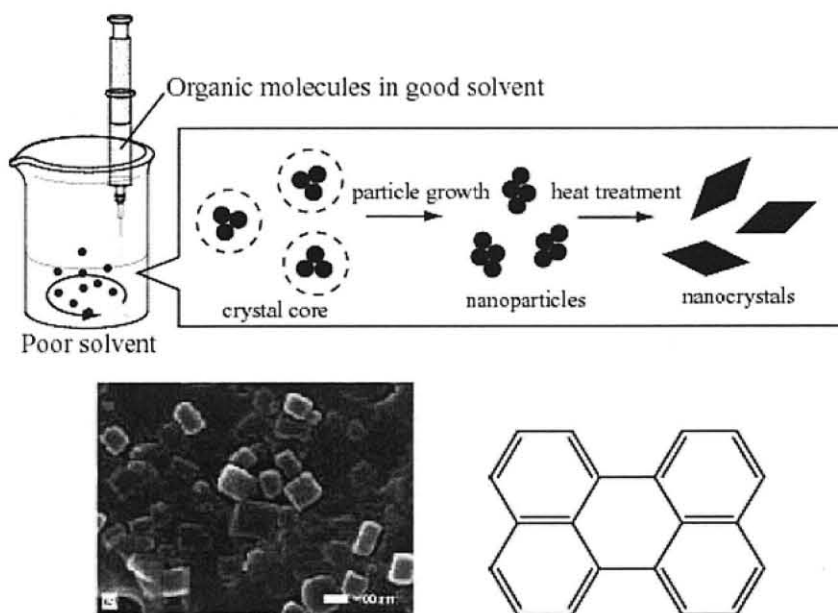 Organic molecules in good solvent
particle growth
heat treatment
crystal core
nanoparticles
nanocrystals
Poor solvent